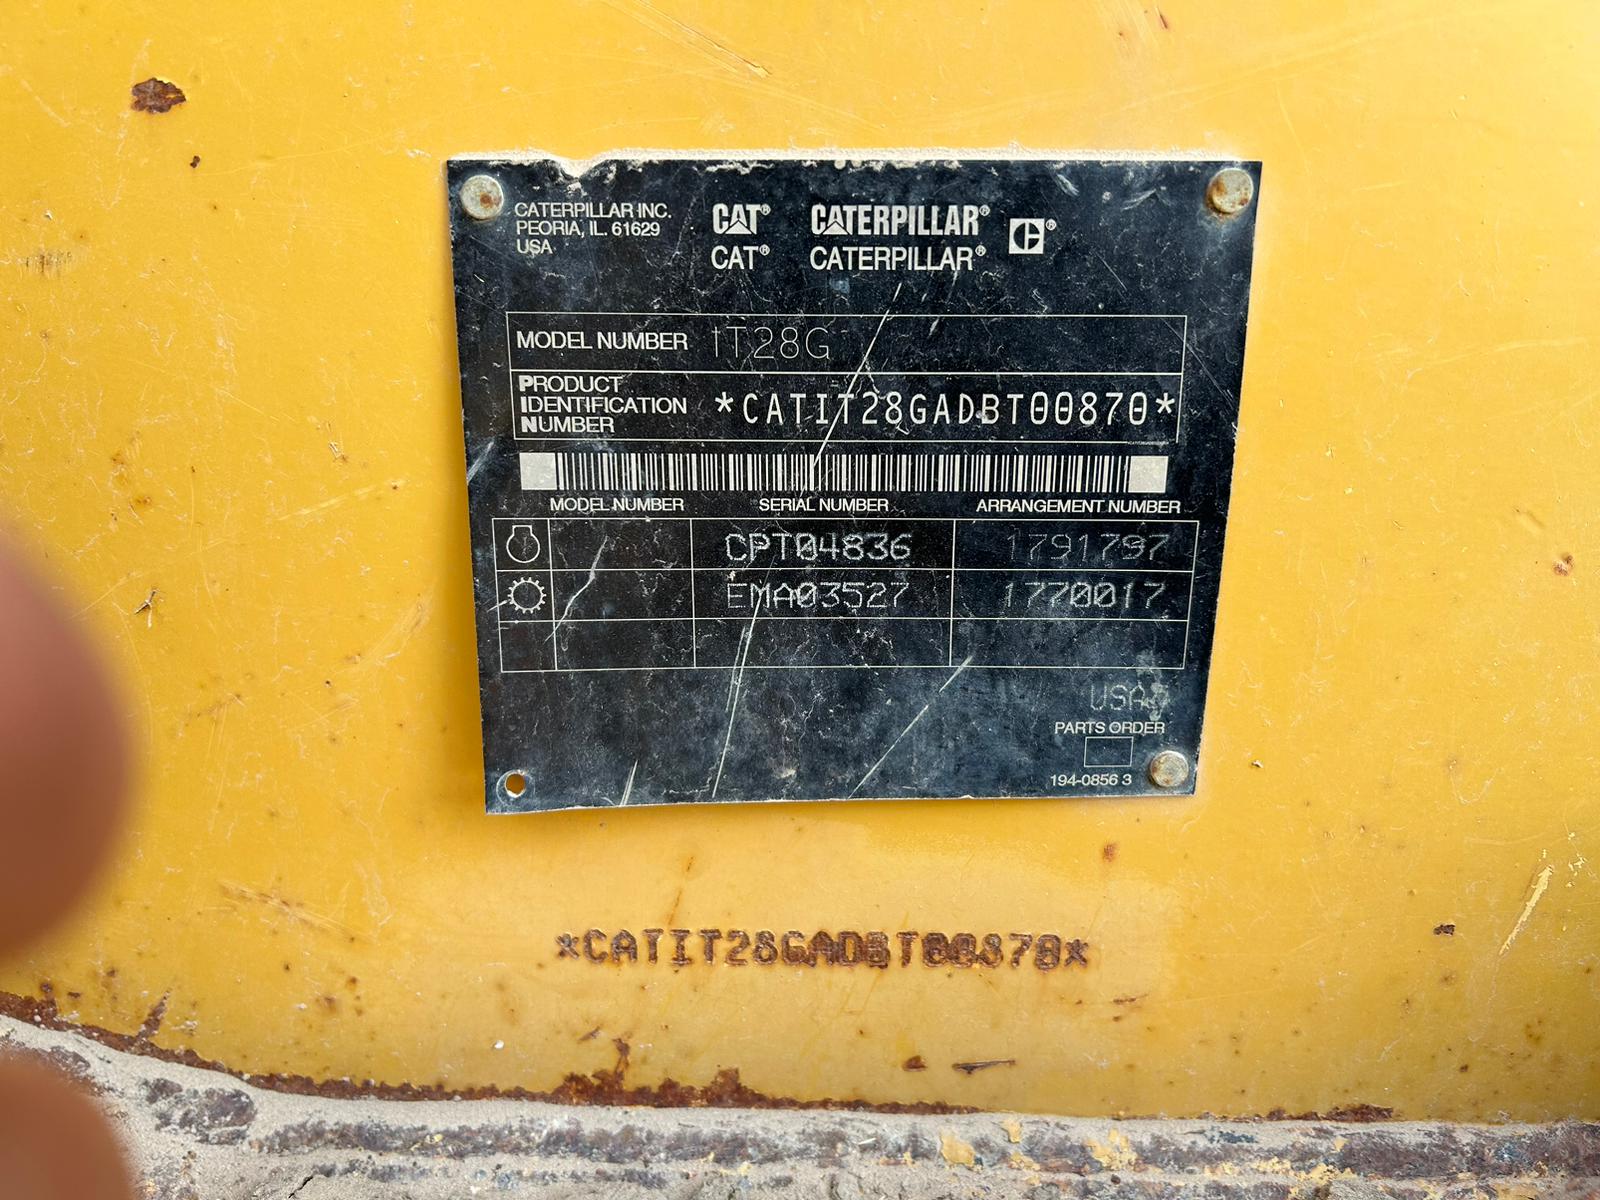 CATERPILLAR INC.
PEORIA, IL. 61629
USA
CAT® CATERPILLAR® C®
CAT® CATERPILLAR®
MODEL NUMBER IT28G
PRODUCT
IDENTIFICATION
NUMBER *CATIT28GADBT00870*
MODEL NUMBER SERIAL NUMBER ARRANGEMENT NUMBER
CPT04836 1791797
EMA03527 1770017
USA
PARTS ORDER
194-0856 3
*CATIT28GADBT00870*